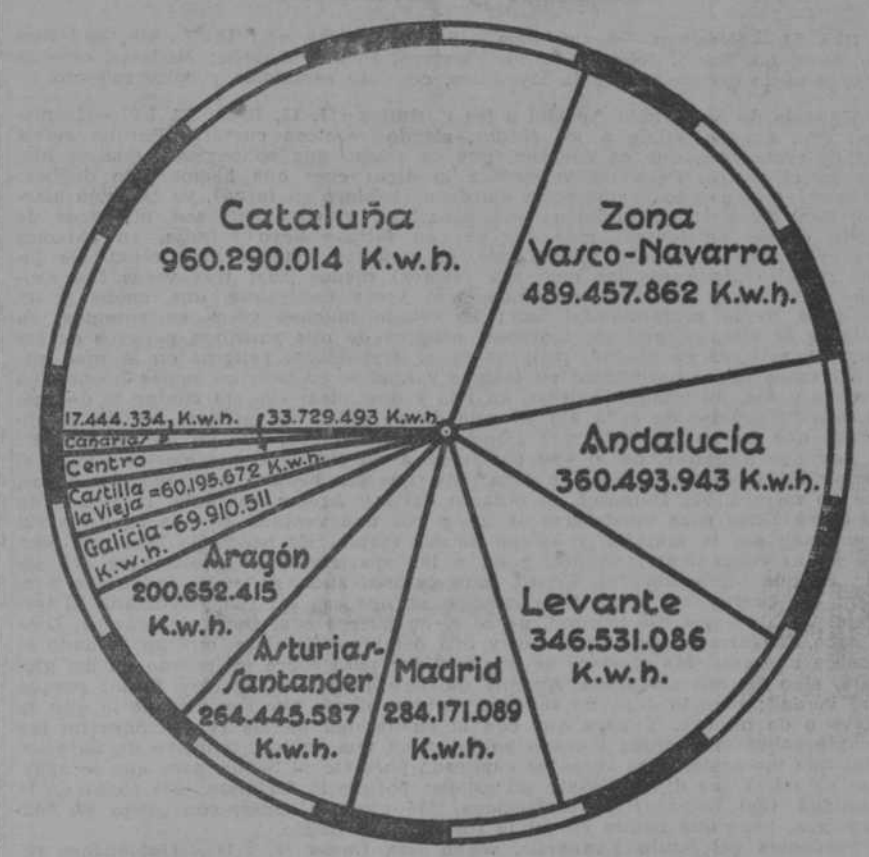 Cataluña
960.290.014 K.w.h.
Zona
Vasco-Navarra
489.457.862 K.w.h.
Andalucía
360.493.943 K.w.h.
Levante
346.531.086
K.w.h.
Madrid
284.171.089
K.w.h.
Asturias-
Santander
264.445.587
K.w.h.
Aragón
200.652.415
K.w.h.
Galicia -69.910.511
K.w.h.
Castilla
la Vieja =60.195.672 K.w.h.
Centro
Canarias
17.444.334 K.w.h.
33.729.493 K.w.h.